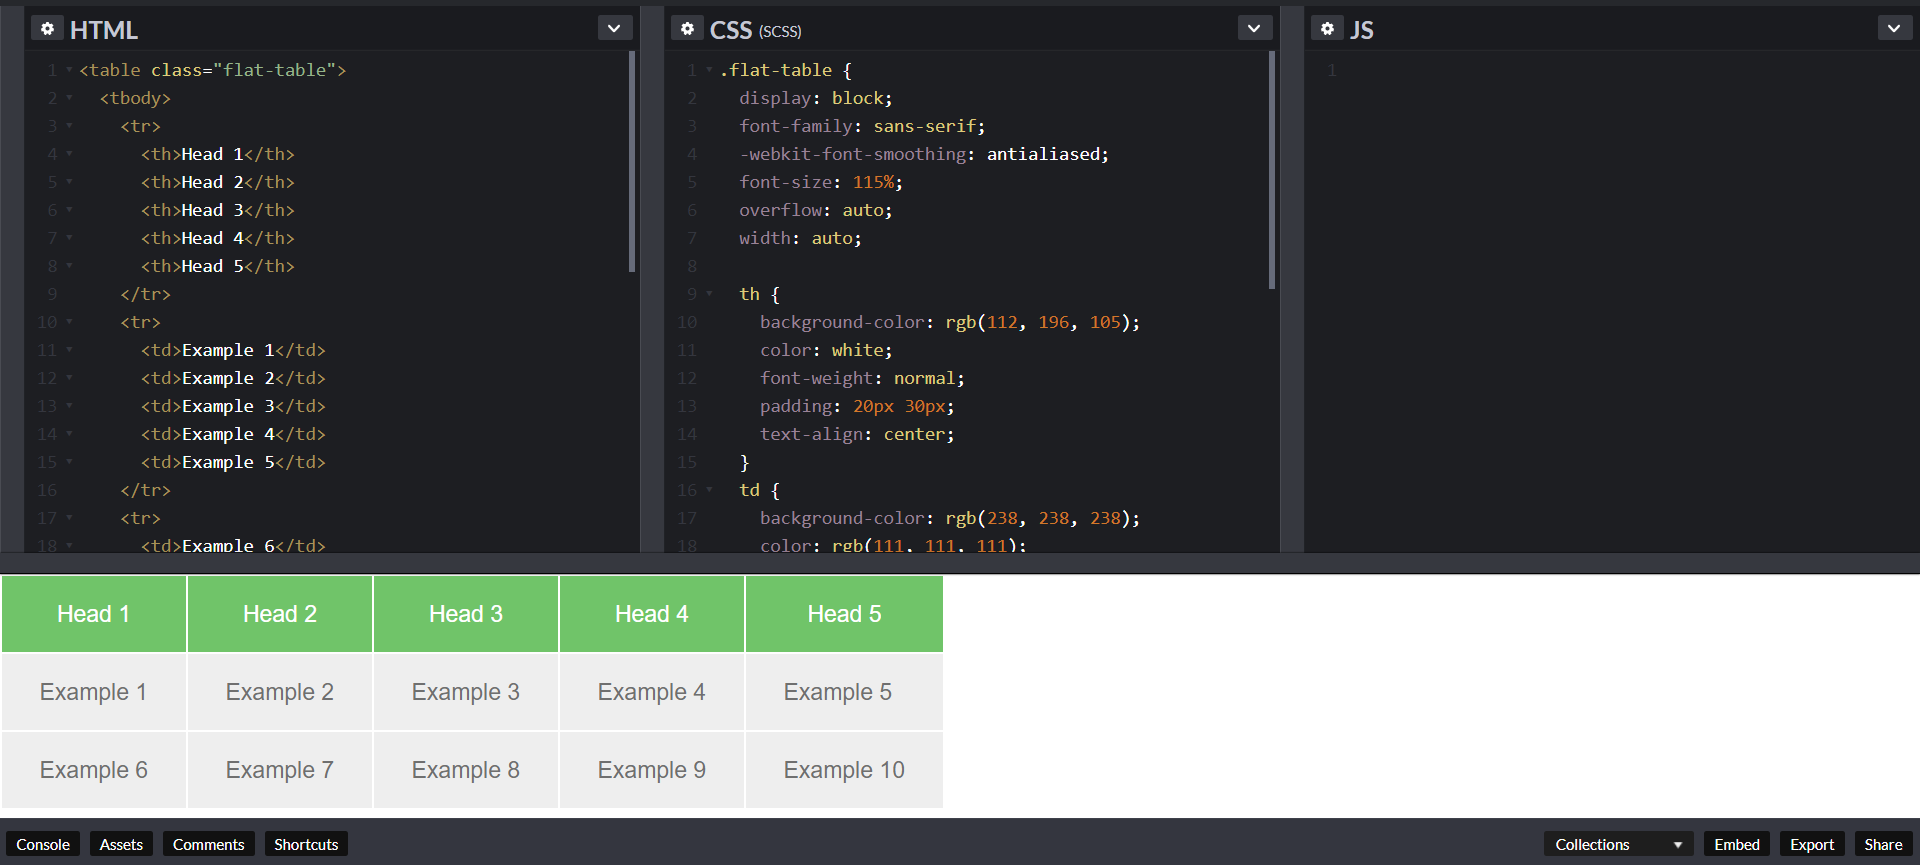 HTML
1 <table class="flat-table">
2 <tbody>
3 <tr>
4 <th>Head 1</th>
5 <th>Head 2</th>
6 <th>Head 3</th>
7 <th>Head 4</th>
8 <th>Head 5</th>
9 </tr>
10 <tr>
11 <td>Example 1</td>
12 <td>Example 2</td>
13 <td>Example 3</td>
14 <td>Example 4</td>
15 <td>Example 5</td>
16 </tr>
17 <tr>
18 <td>Example 6</td>
CSS (SCSS)
1 .flat-table {
2 display: block;
3 font-family: sans-serif;
4 -webkit-font-smoothing: antialiased;
5 font-size: 115%;
6 overflow: auto;
7 width: auto;
8
9 th {
10 background-color: rgb(112, 196, 105);
11 color: white;
12 font-weight: normal;
13 padding: 20px 30px;
14 text-align: center;
15 }
16 td {
17 background-color: rgb(238, 238, 238);
18 color: rgb(111, 111, 111);
JS
1
Head 1 Head 2 Head 3 Head 4 Head 5
Example 1 Example 2 Example 3 Example 4 Example 5
Example 6 Example 7 Example 8 Example 9 Example 10
Console Assets Comments Shortcuts Collections Embed Export Share